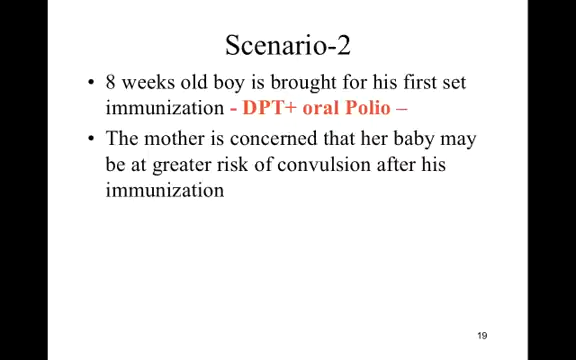 Scenario-2
• 8 weeks old boy is brought for his first set
immunization - DPT+ oral Polio –
• The mother is concerned that her baby may
be at greater risk of convulsion after his
immunization
19